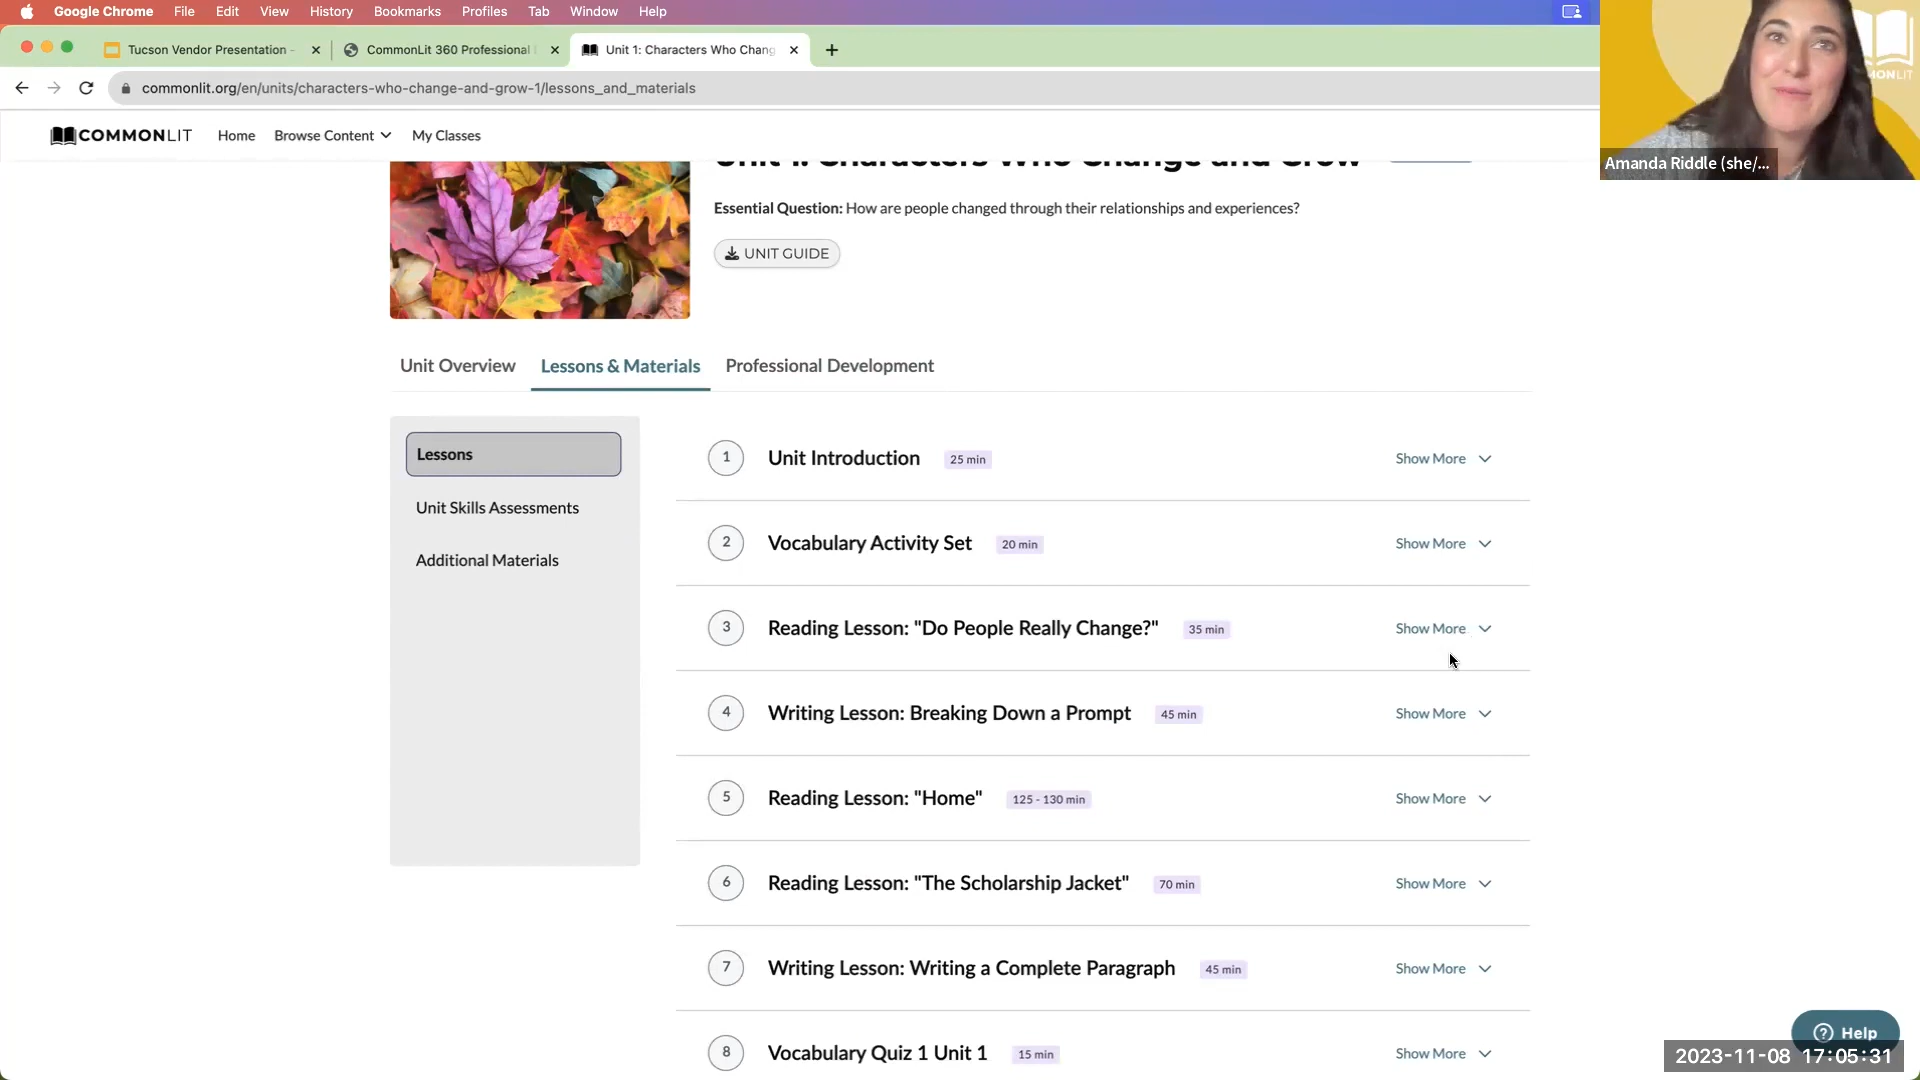 Google Chrome File Edit View History Bookmarks Profiles Tab Window Help
Tucson Vendor Presentation - CommonLit 360 Professional Unit 1: Characters Who Chang
commonlit.org/en/units/characters-who-change-and-grow-1/lessons_and_materials
COMMONLIT Home Browse Content My Classes
Amanda Riddle (she/...
Unit 1: Characters Who Change and Grow
Essential Question: How are people changed through their relationships and experiences?
UNIT GUIDE
Unit Overview Lessons & Materials Professional Development
Lessons
Unit Skills Assessments
Additional Materials
1 Unit Introduction 25 min Show More
2 Vocabulary Activity Set 20 min Show More
3 Reading Lesson: "Do People Really Change?" 35 min Show More
4 Writing Lesson: Breaking Down a Prompt 45 min Show More
5 Reading Lesson: "Home" 125 - 130 min Show More
6 Reading Lesson: "The Scholarship Jacket" 70 min Show More
7 Writing Lesson: Writing a Complete Paragraph 45 min Show More
8 Vocabulary Quiz 1 Unit 1 15 min Show More
Help
2023-11-08 17:05:31